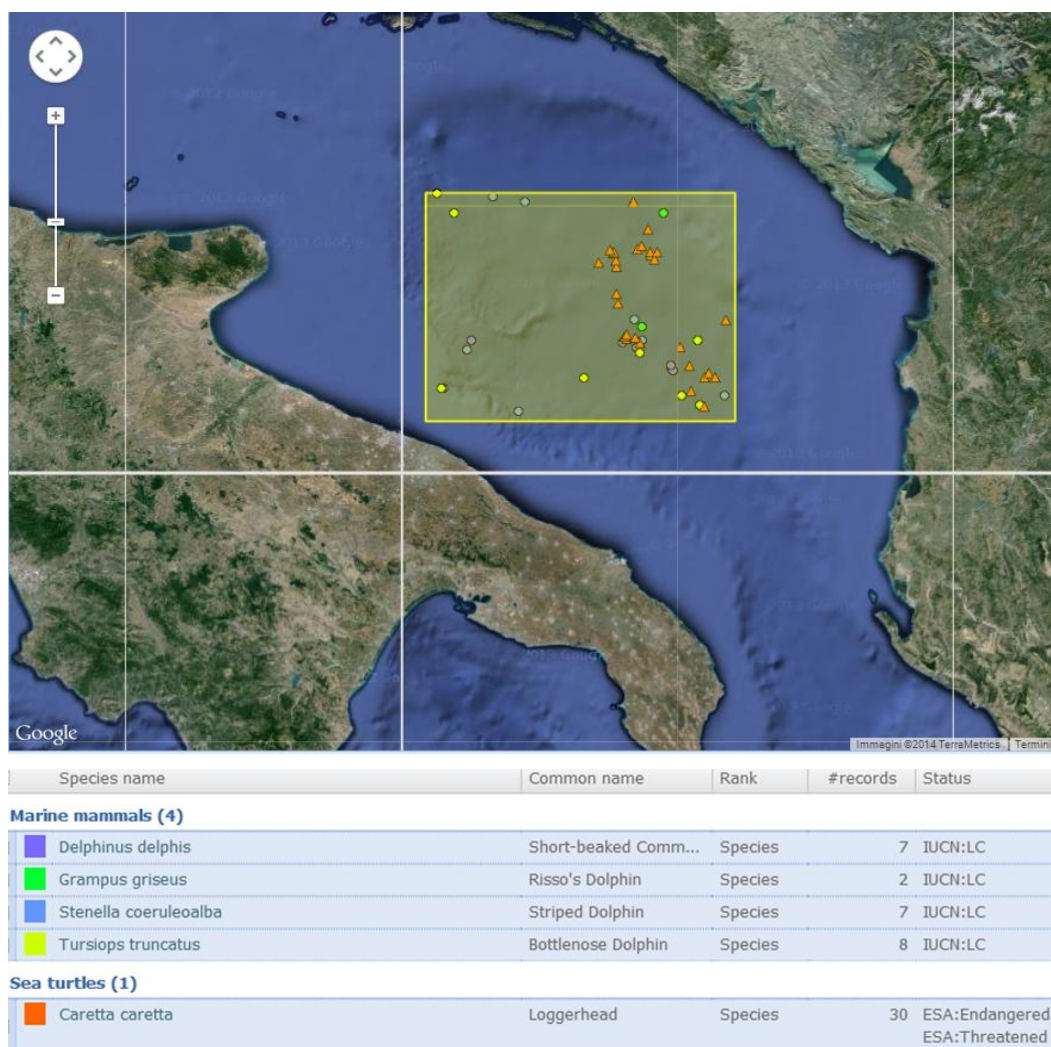 Google
Immagini ©2014 TerraMetrics
Termini
Species name Common name Rank #records Status
Marine mammals (4)
Delphinus delphis Short-beaked Comm... Species 7 IUCN:LC
Grampus griseus Risso's Dolphin Species 2 IUCN:LC
Stenella coeruleoalba Striped Dolphin Species 7 IUCN:LC
Tursiops truncatus Bottlenose Dolphin Species 8 IUCN:LC
Sea turtles (1)
Caretta caretta Loggerhead Species 30 ESA:Endangered
ESA:Threatened